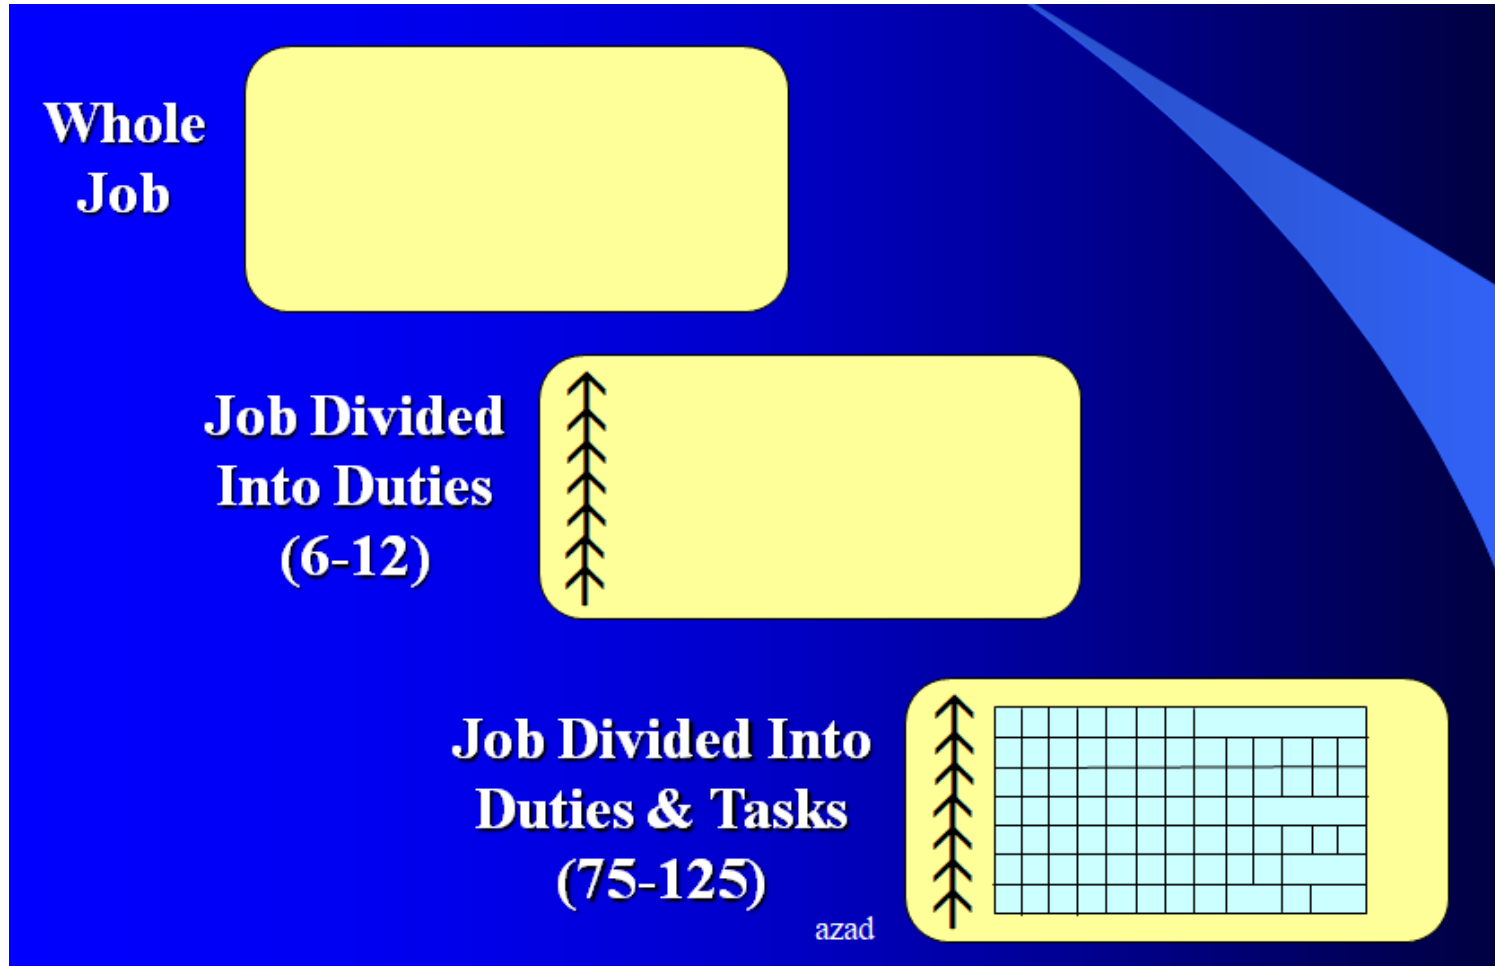 Whole
Job
Job Divided
Into Duties
(6-12)
Job Divided Into
Duties & Tasks
(75-125)
azad